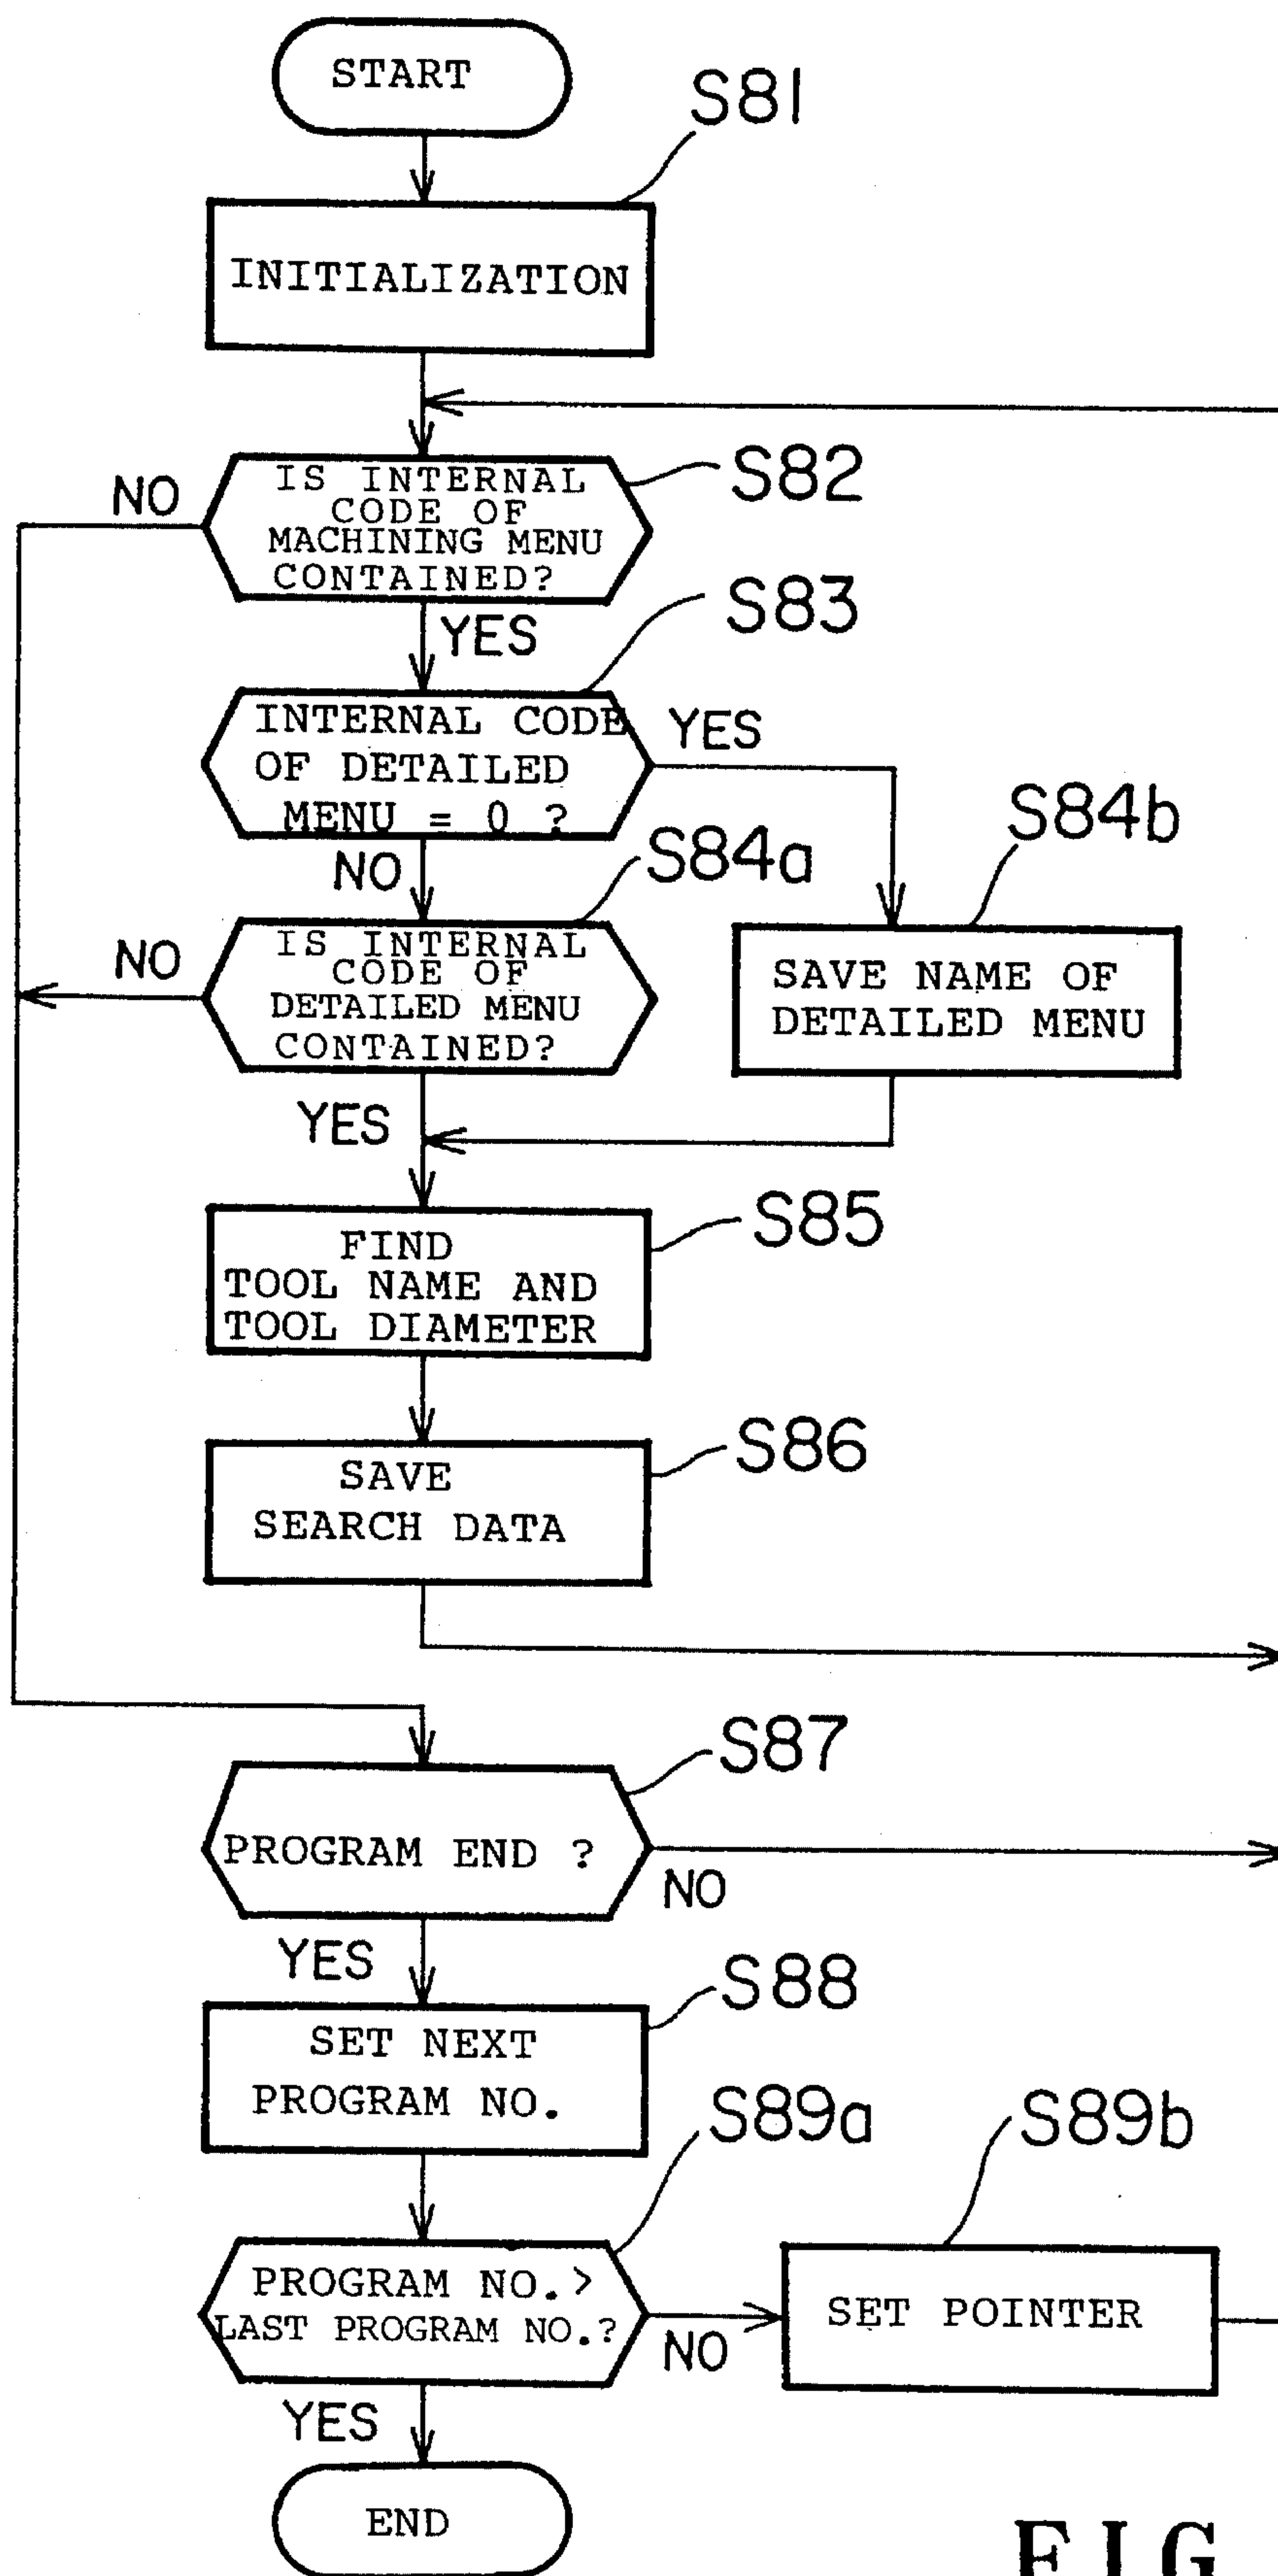 START
S81
INITIALIZATION
NO
IS INTERNAL
CODE OF
MACHINING MENU
CONTAINED?
S82
YES
S83
INTERNAL CODE
OF DETAILED
MENU = 0 ?
YES
NO
S84a
S84b
NO
IS INTERNAL
CODE OF
DETAILED MENU
CONTAINED?
SAVE NAME OF
DETAILED MENU
YES
S85
FIND
TOOL NAME AND
TOOL DIAMETER
S86
SAVE
SEARCH DATA
S87
PROGRAM END ?
NO
YES
S88
SET NEXT
PROGRAM NO.
S89a
S89b
PROGRAM NO.>
LAST PROGRAM NO.?
NO
SET POINTER
YES
END
FIG